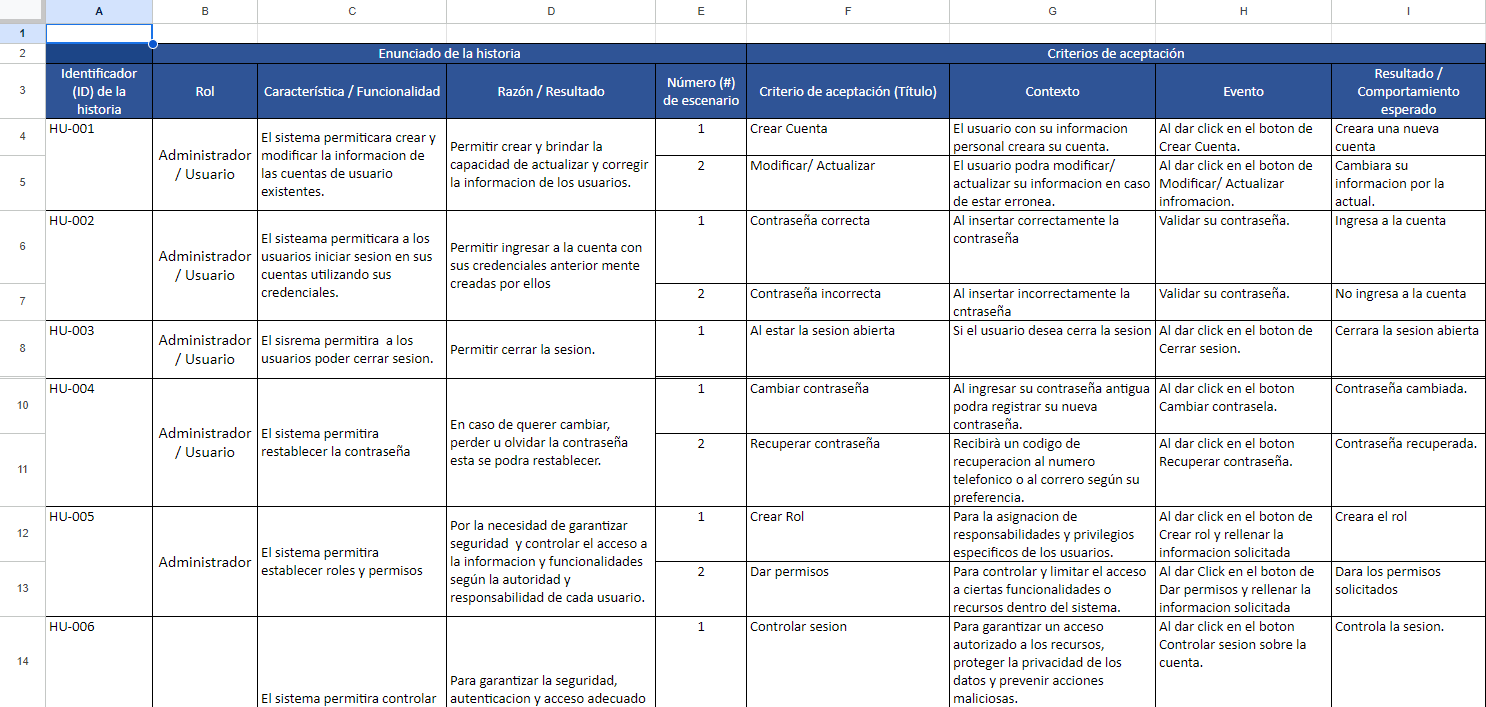 A B C D E F G H I
1
2 Enunciado de la historia Criterios de aceptación
3 Identificador (ID) de la historia Rol Característica / Funcionalidad Razón / Resultado Número (#) de escenario Criterio de aceptación (Título) Contexto Evento Resultado / Comportamiento esperado
4
HU-001
Administrador
/ Usuario
El sistema permiticara crear y
modificar la informacion de
las cuentas de usuario
existentes.
Permitir crear y brindar la
capacidad de actualizar y corregir
la informacion de los usuarios.
1
Crear Cuenta
El usuario con su informacion
personal creara su cuenta.
Al dar click en el boton de
Crear Cuenta.
Creara una nueva
cuenta
5
2
Modificar/ Actualizar
El usuario podra modificar/
actualizar su informacion en caso
de estar erronea.
Al dar click en el boton de
Modificar/ Actualizar
infromacion.
Cambiara su
informacion por la
actual.
6
HU-002
Administrador
/ Usuario
El sisteama permiticara a los
usuarios iniciar sesion en sus
cuentas utilizando sus
credenciales.
Permitir ingresar a la cuenta con
sus credenciales anterior mente
creadas por ellos
1
Contraseña correcta
Al insertar correctamente la
contraseña
Validar su contraseña.
Ingresa a la cuenta
7
2
Contraseña incorrecta
Al insertar incorrectamente la
cntraseña
Validar su contraseña.
No ingresa a la cuenta
8
HU-003
Administrador
/ Usuario
El sisrema permitira  a los
usuarios poder cerrar sesion.
Permitir cerrar la sesion.
1
Al estar la sesion abierta
Si el usuario desea cerra la sesion
Al dar click en el boton de
Cerrar sesion.
Cerrara la sesion abierta
10
HU-004
Administrador
/ Usuario
El sistema permitira
restablecer la contraseña
En caso de querer cambiar,
perder u olvidar la contraseña
esta se podra restablecer.
1
Cambiar contraseña
Al ingresar su contraseña antigua
podra registrar su nueva
contraseña.
Al dar click en el boton
Cambiar contrasela.
Contraseña cambiada.
11
2
Recuperar contraseña
Recibirà un codigo de
recuperacion al numero
telefonico o al correro según su
preferencia.
Al dar click en el boton
Recuperar contraseña.
Contraseña recuperada.
12
HU-005
Administrador
El sistema permitira
establecer roles y permisos
Por la necesidad de garantizar
seguridad  y controlar el acceso a
la informacion y funcionalidades
según la autoridad y
responsabilidad de cada usuario.
1
Crear Rol
Para la asignacion de
responsabilidades y privilegios
especificos de los usuarios.
Al dar click en el boton de
Crear rol y rellenar la
informacion solicitada
Creara el rol
13
2
Dar permisos
Para controlar y limitar el acceso
a ciertas funcionalidades o
recursos dentro del sistema.
Al dar Click en el boton de
Dar permisos y rellenar la
informacion solicitada
Dara los permisos
solicitados
14
HU-006
El sistema permitira controlar
Para garantizar la seguridad,
autenticacion y acceso adecuado
1
Controlar sesion
Para garantizar un acceso
autorizado a los recursos,
proteger la privacidad de los
datos y prevenir acciones
maliciosas.
Al dar click en el boton
Controlar sesion sobre la
cuenta.
Controla la sesion.